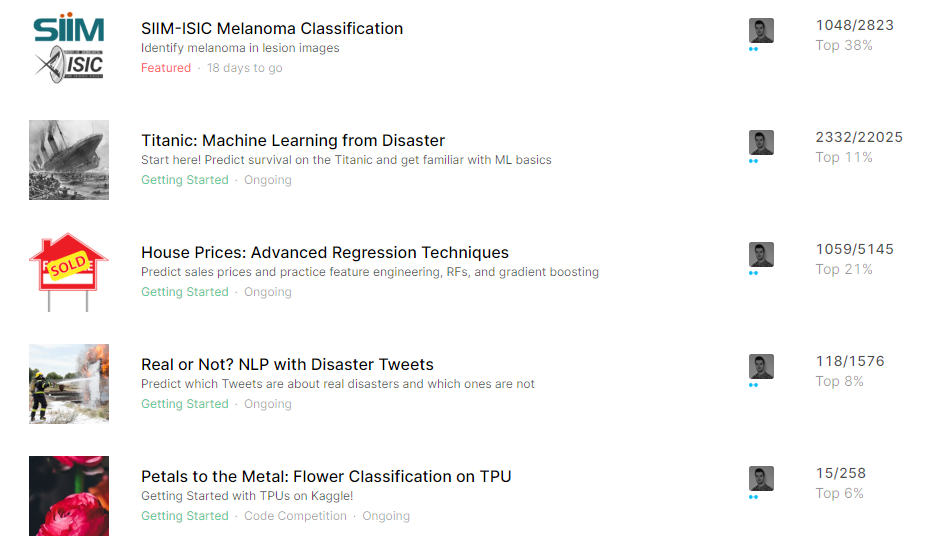 SIIM
ISIC
SIIM-ISIC Melanoma Classification
Identify melanoma in lesion images
Featured · 18 days to go
1048/2823
Top 38%
Titanic: Machine Learning from Disaster
Start here! Predict survival on the Titanic and get familiar with ML basics
Getting Started · Ongoing
2332/22025
Top 11%
SOLD
House Prices: Advanced Regression Techniques
Predict sales prices and practice feature engineering, RFs, and gradient boosting
Getting Started · Ongoing
1059/5145
Top 21%
Real or Not? NLP with Disaster Tweets
Predict which Tweets are about real disasters and which ones are not
Getting Started · Ongoing
118/1576
Top 8%
Petals to the Metal: Flower Classification on TPU
Getting Started with TPUs on Kaggle!
Getting Started · Code Competition · Ongoing
15/258
Top 6%